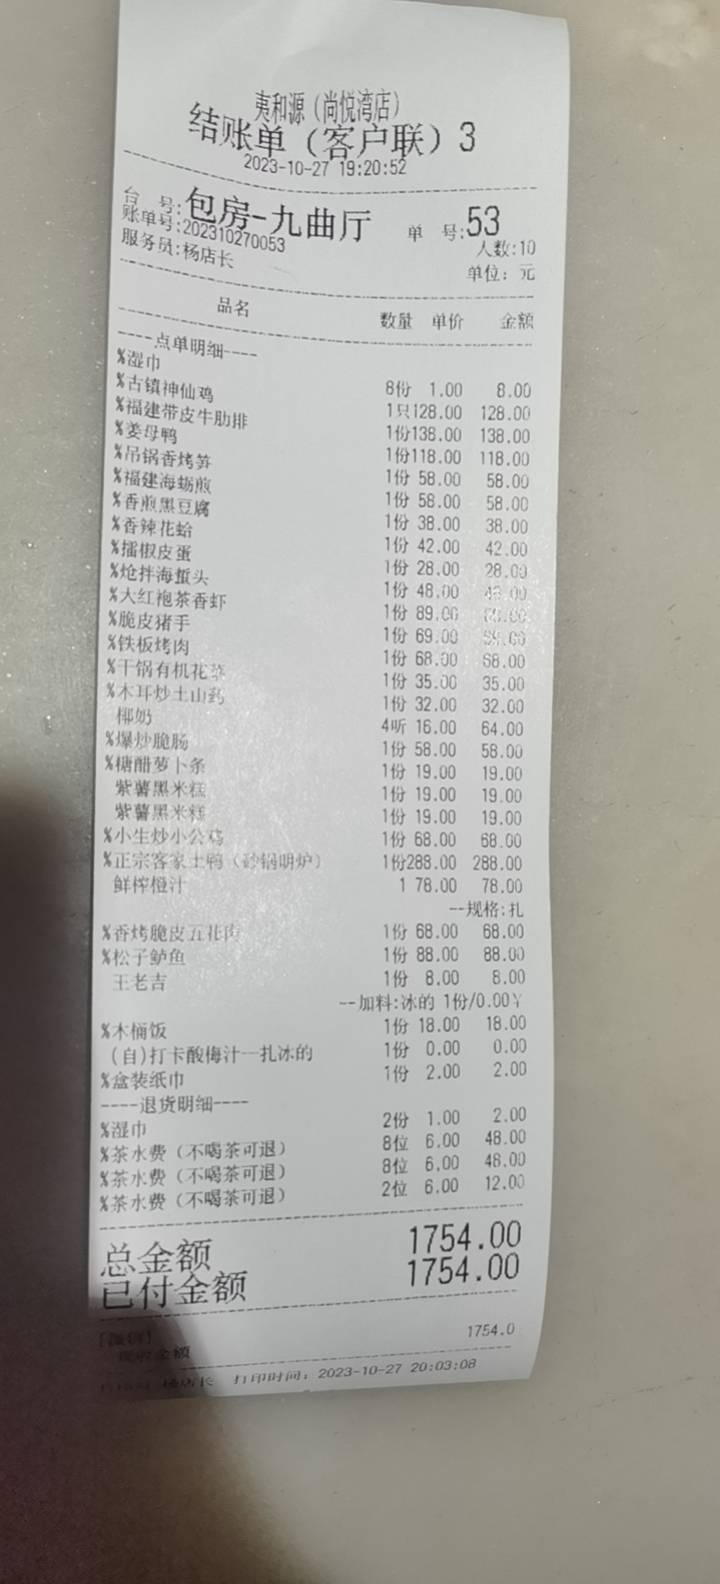 夷和源（尚悦湾店）
结账单（客户联）3
2023-10-27 19:20:52
台 号:包房-九曲厅 单 号:53
账单号:202310270053 人数:10
服务员:杨店长 单位: 元
品名 数量 单价 金额
----点单明细----
%湿巾 8份 1.00 8.00
%古镇神仙鸡 1只128.00 128.00
%福建带皮牛肋排 1份138.00 138.00
%姜母鸭 1份118.00 118.00
%吊锅香烤笋 1份 58.00 58.00
%福建海蛎煎 1份 58.00 58.00
%香煎黑豆腐 1份 38.00 38.00
%香辣花蛤 1份 42.00 42.00
%擂椒皮蛋 1份 28.00 28.00
%炝拌海蜇头 1份 48.00 48.00
%大红袍茶香虾 1份 89.00
%脆皮猪手 1份 69.00 69.00
%铁板烤肉 1份 68.00 68.00
%干锅有机花菜 1份 35.00 35.00
%木耳炒土山药 1份 32.00 32.00
椰奶 4听 16.00 64.00
%爆炒脆肠 1份 58.00 58.00
%糖醋萝卜条 1份 19.00 19.00
紫薯黑米糕 1份 19.00 19.00
紫薯黑米糕 1份 19.00 19.00
%小生炒小公鸡 1份 68.00 68.00
%正宗客家土鸭（砂锅明炉） 1份288.00 288.00
鲜榨橙汁 1 78.00 78.00
--规格:扎
%香烤脆皮五花肉 1份 68.00 68.00
%松子鲈鱼 1份 88.00 88.00
王老吉 1份 8.00 8.00
--加料:冰的 1份/0.00¥
%木桶饭 1份 18.00 18.00
(自)打卡酸梅汁一扎冰的 1份 0.00 0.00
%盒装纸巾 1份 2.00 2.00
----退货明细----
%湿巾 2份 1.00 2.00
%茶水费（不喝茶可退） 8位 6.00 48.00
%茶水费（不喝茶可退） 8位 6.00 48.00
%茶水费（不喝茶可退） 2位 6.00 12.00
总金额 1754.00
已付金额 1754.00
1754.0
金额
杨店长 打印时间: 2023-10-27 20:03:08